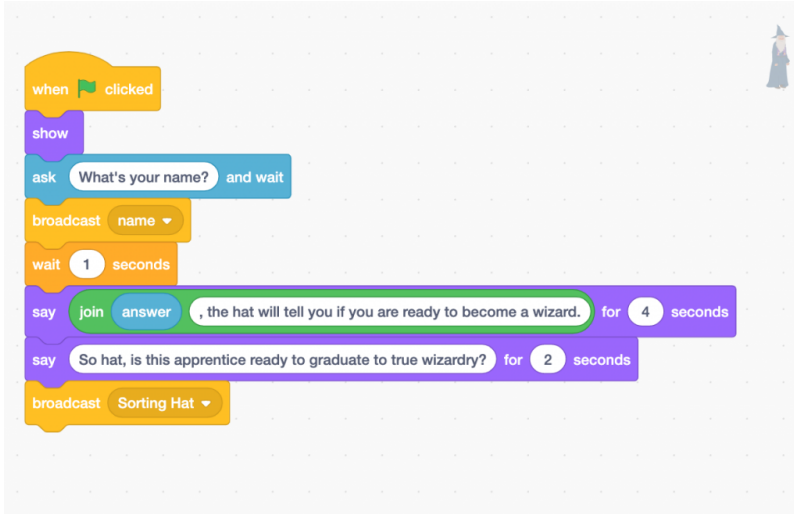 when clicked
show
ask What's your name? and wait
broadcast name
wait 1 seconds
say join answer , the hat will tell you if you are ready to become a wizard. for 4 seconds
say So hat, is this apprentice ready to graduate to true wizardry? for 2 seconds
broadcast Sorting Hat